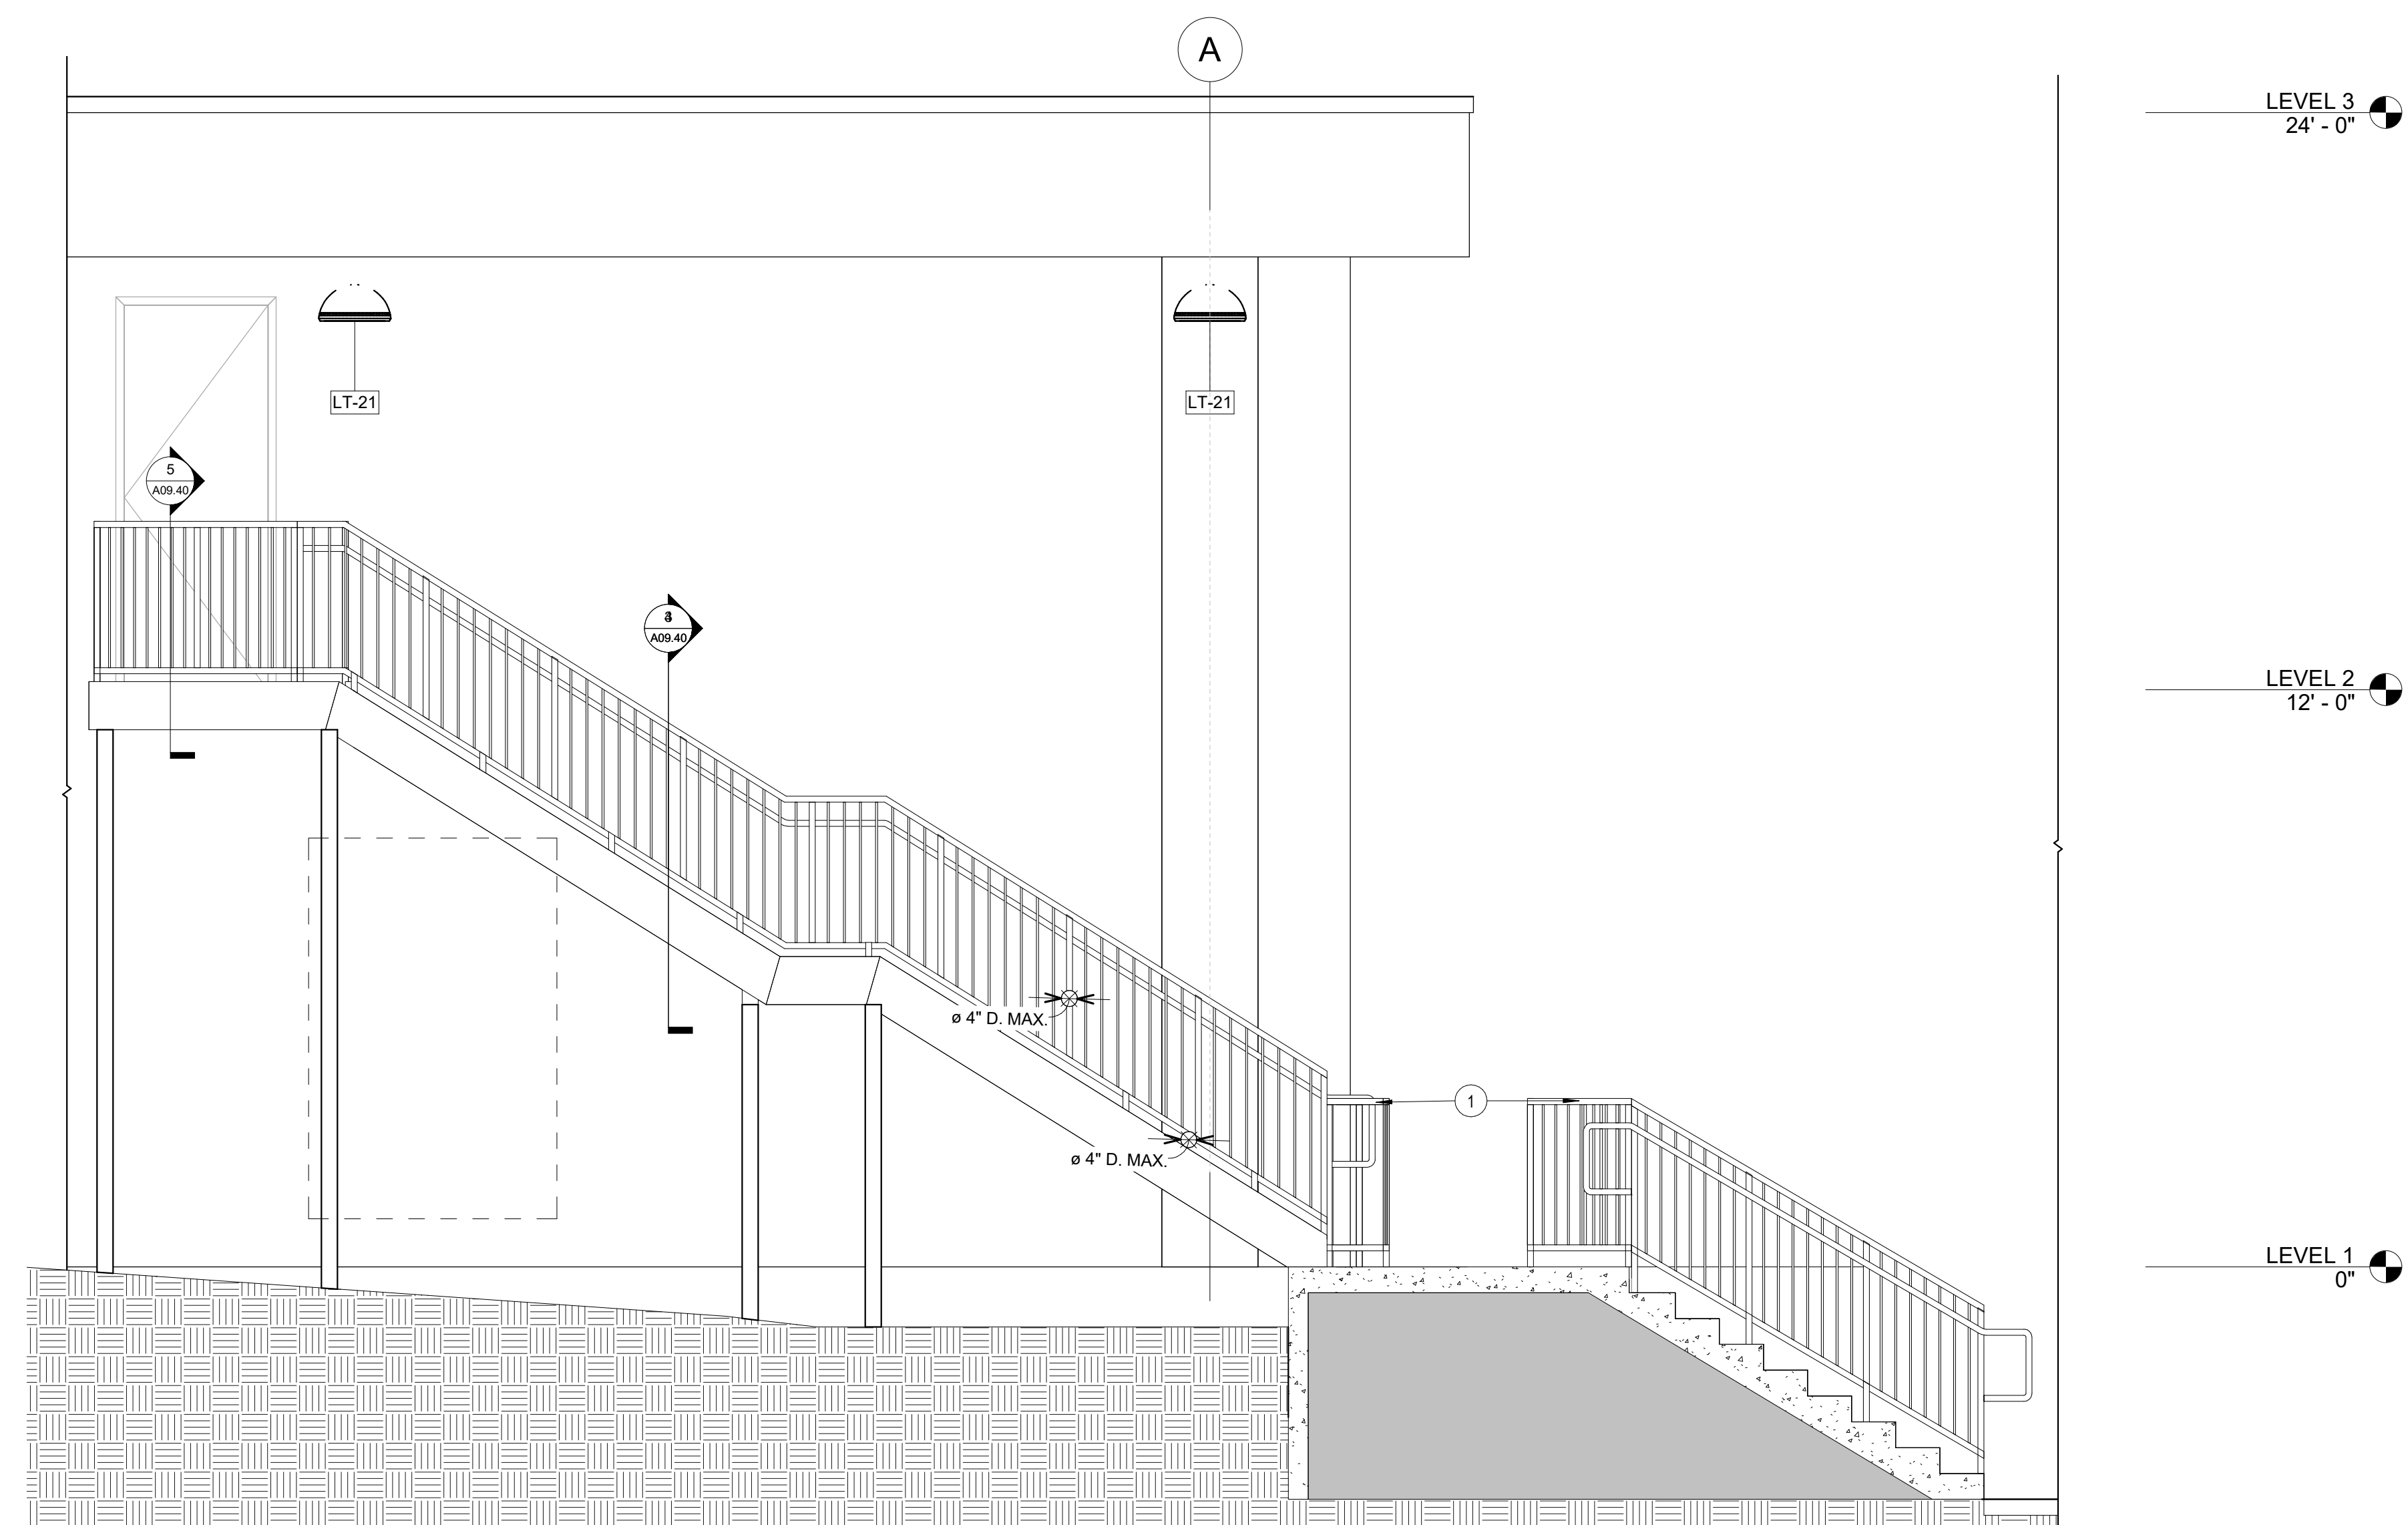 A
LEVEL 3
24' - 0"
LT-21
LT-21
5
A09.40
A09.40
LEVEL 2
12' - 0"
ø 4" D. MAX.
1
ø 4" D. MAX.
LEVEL 1
0"